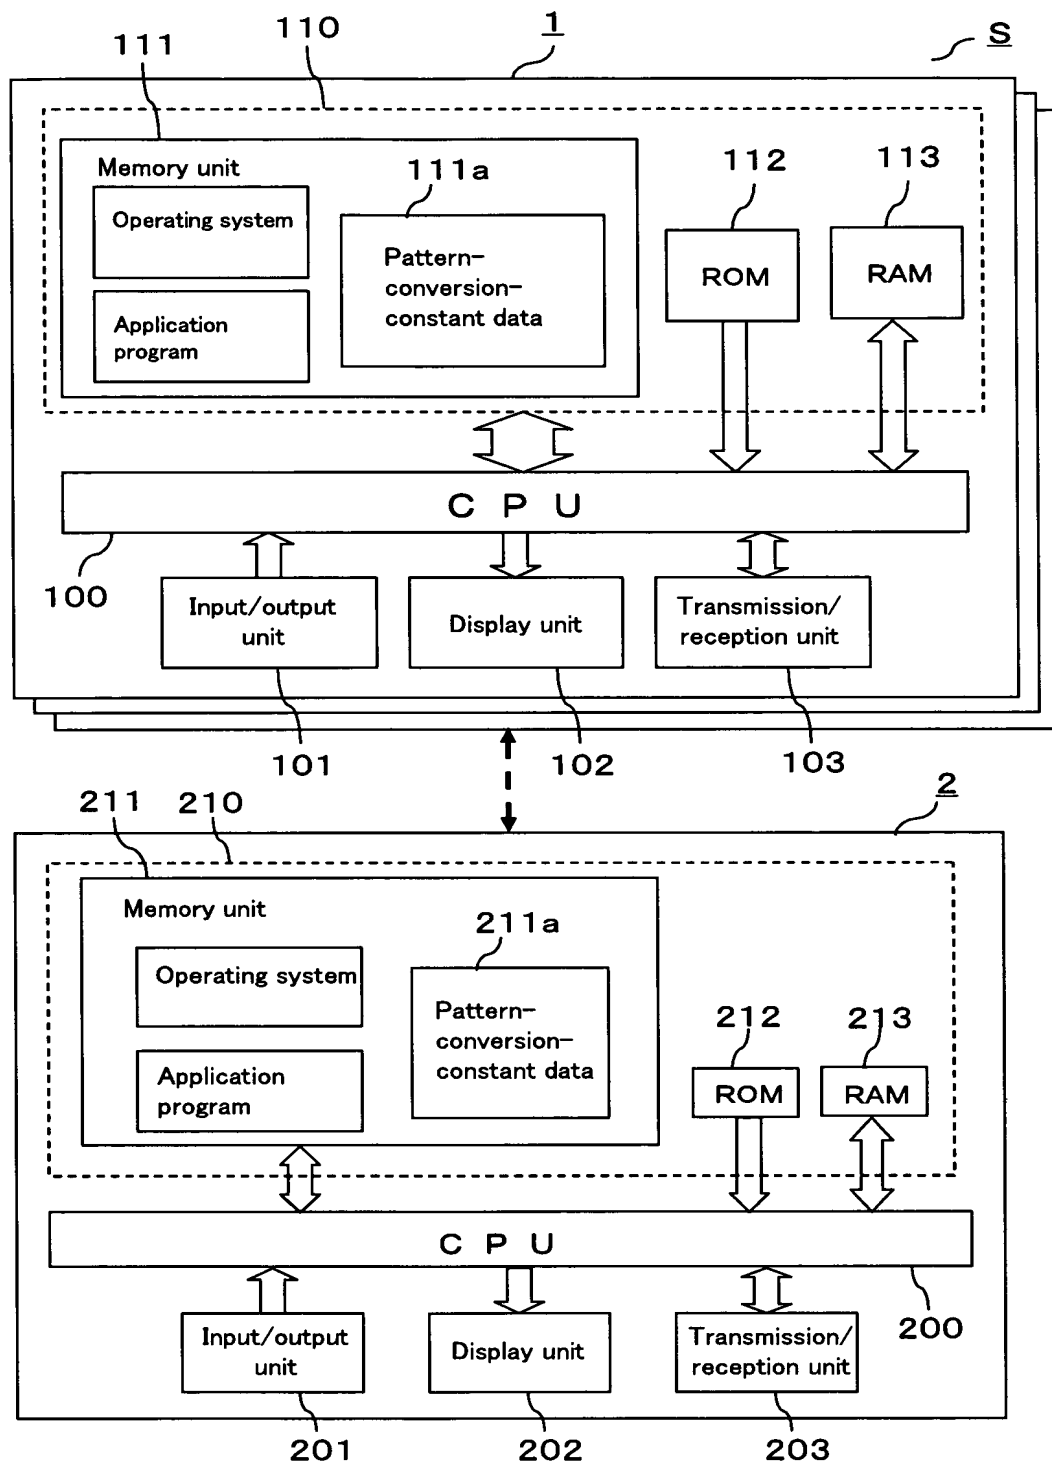 1
S
111
110
Memory unit
111a
112
113
Operating system
Pattern-
conversion-
constant data
ROM
RAM
Application
program
CPU
100
Input/output
unit
Display unit
Transmission/
reception unit
101
102
103
211
210
2
Memory unit
211a
Operating system
Pattern-
conversion-
constant data
212
213
Application
program
ROM
RAM
CPU
200
Input/output
unit
Display unit
Transmission/
reception unit
201
202
203